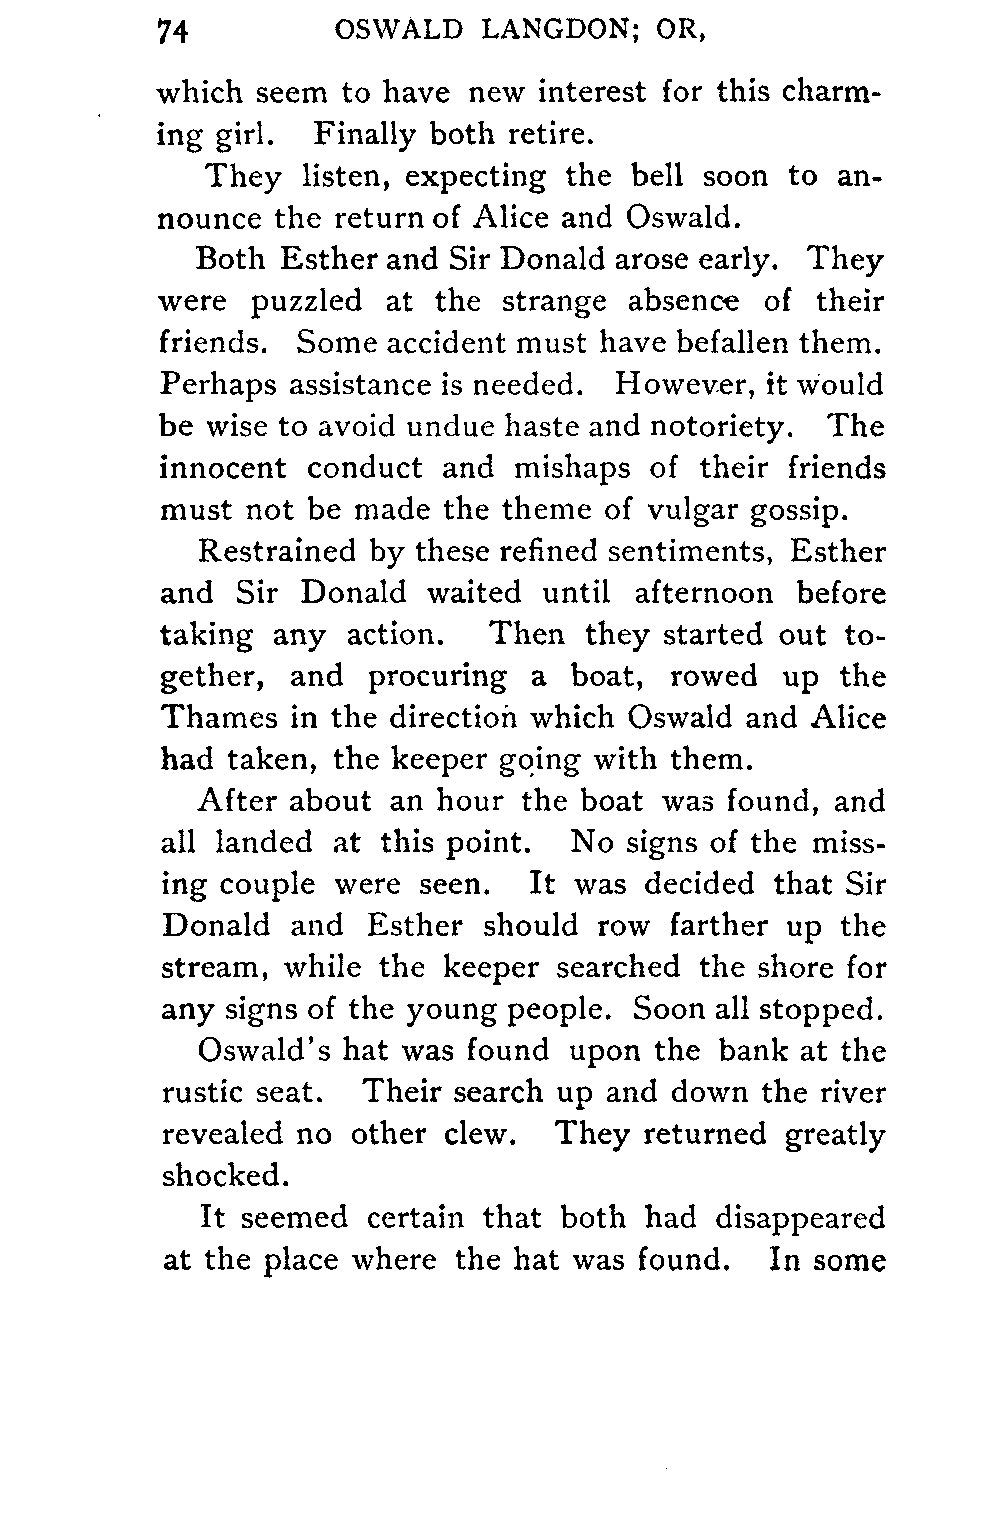 74 OSWALD LANGDON; OR,
which seem to have new interest for this charm-
ing girl. Finally both retire.
They listen, expecting the bell soon to an-
nounce the return of Alice and Oswald.
Both Esther and Sir Donald arose early. They
were puzzled at the strange absence of their
friends. Some accident must have befallen them.
Perhaps assistance is needed. However, it would
be wise to avoid undue haste and notoriety. The
innocent conduct and mishaps of their friends
must not be made the theme of vulgar gossip.
Restrained by these refined sentiments, Esther
and Sir Donald waited until afternoon before
taking any action. Then they started out to-
gether, and procuring a boat, rowed up the
Thames in the direction which Oswald and Alice
had taken, the keeper going with them.
After about an hour the boat was found, and
all landed at this point. No signs of the miss-
ing couple were seen. It was decided that Sir
Donald and Esther should row farther up the
stream, while the keeper searched the shore for
any signs of the young people. Soon all stopped.
Oswald's hat was found upon the bank at the
rustic seat. Their search up and down the river
revealed no other clew. They returned greatly
shocked.
It seemed certain that both had disappeared
at the place where the hat was found. In some